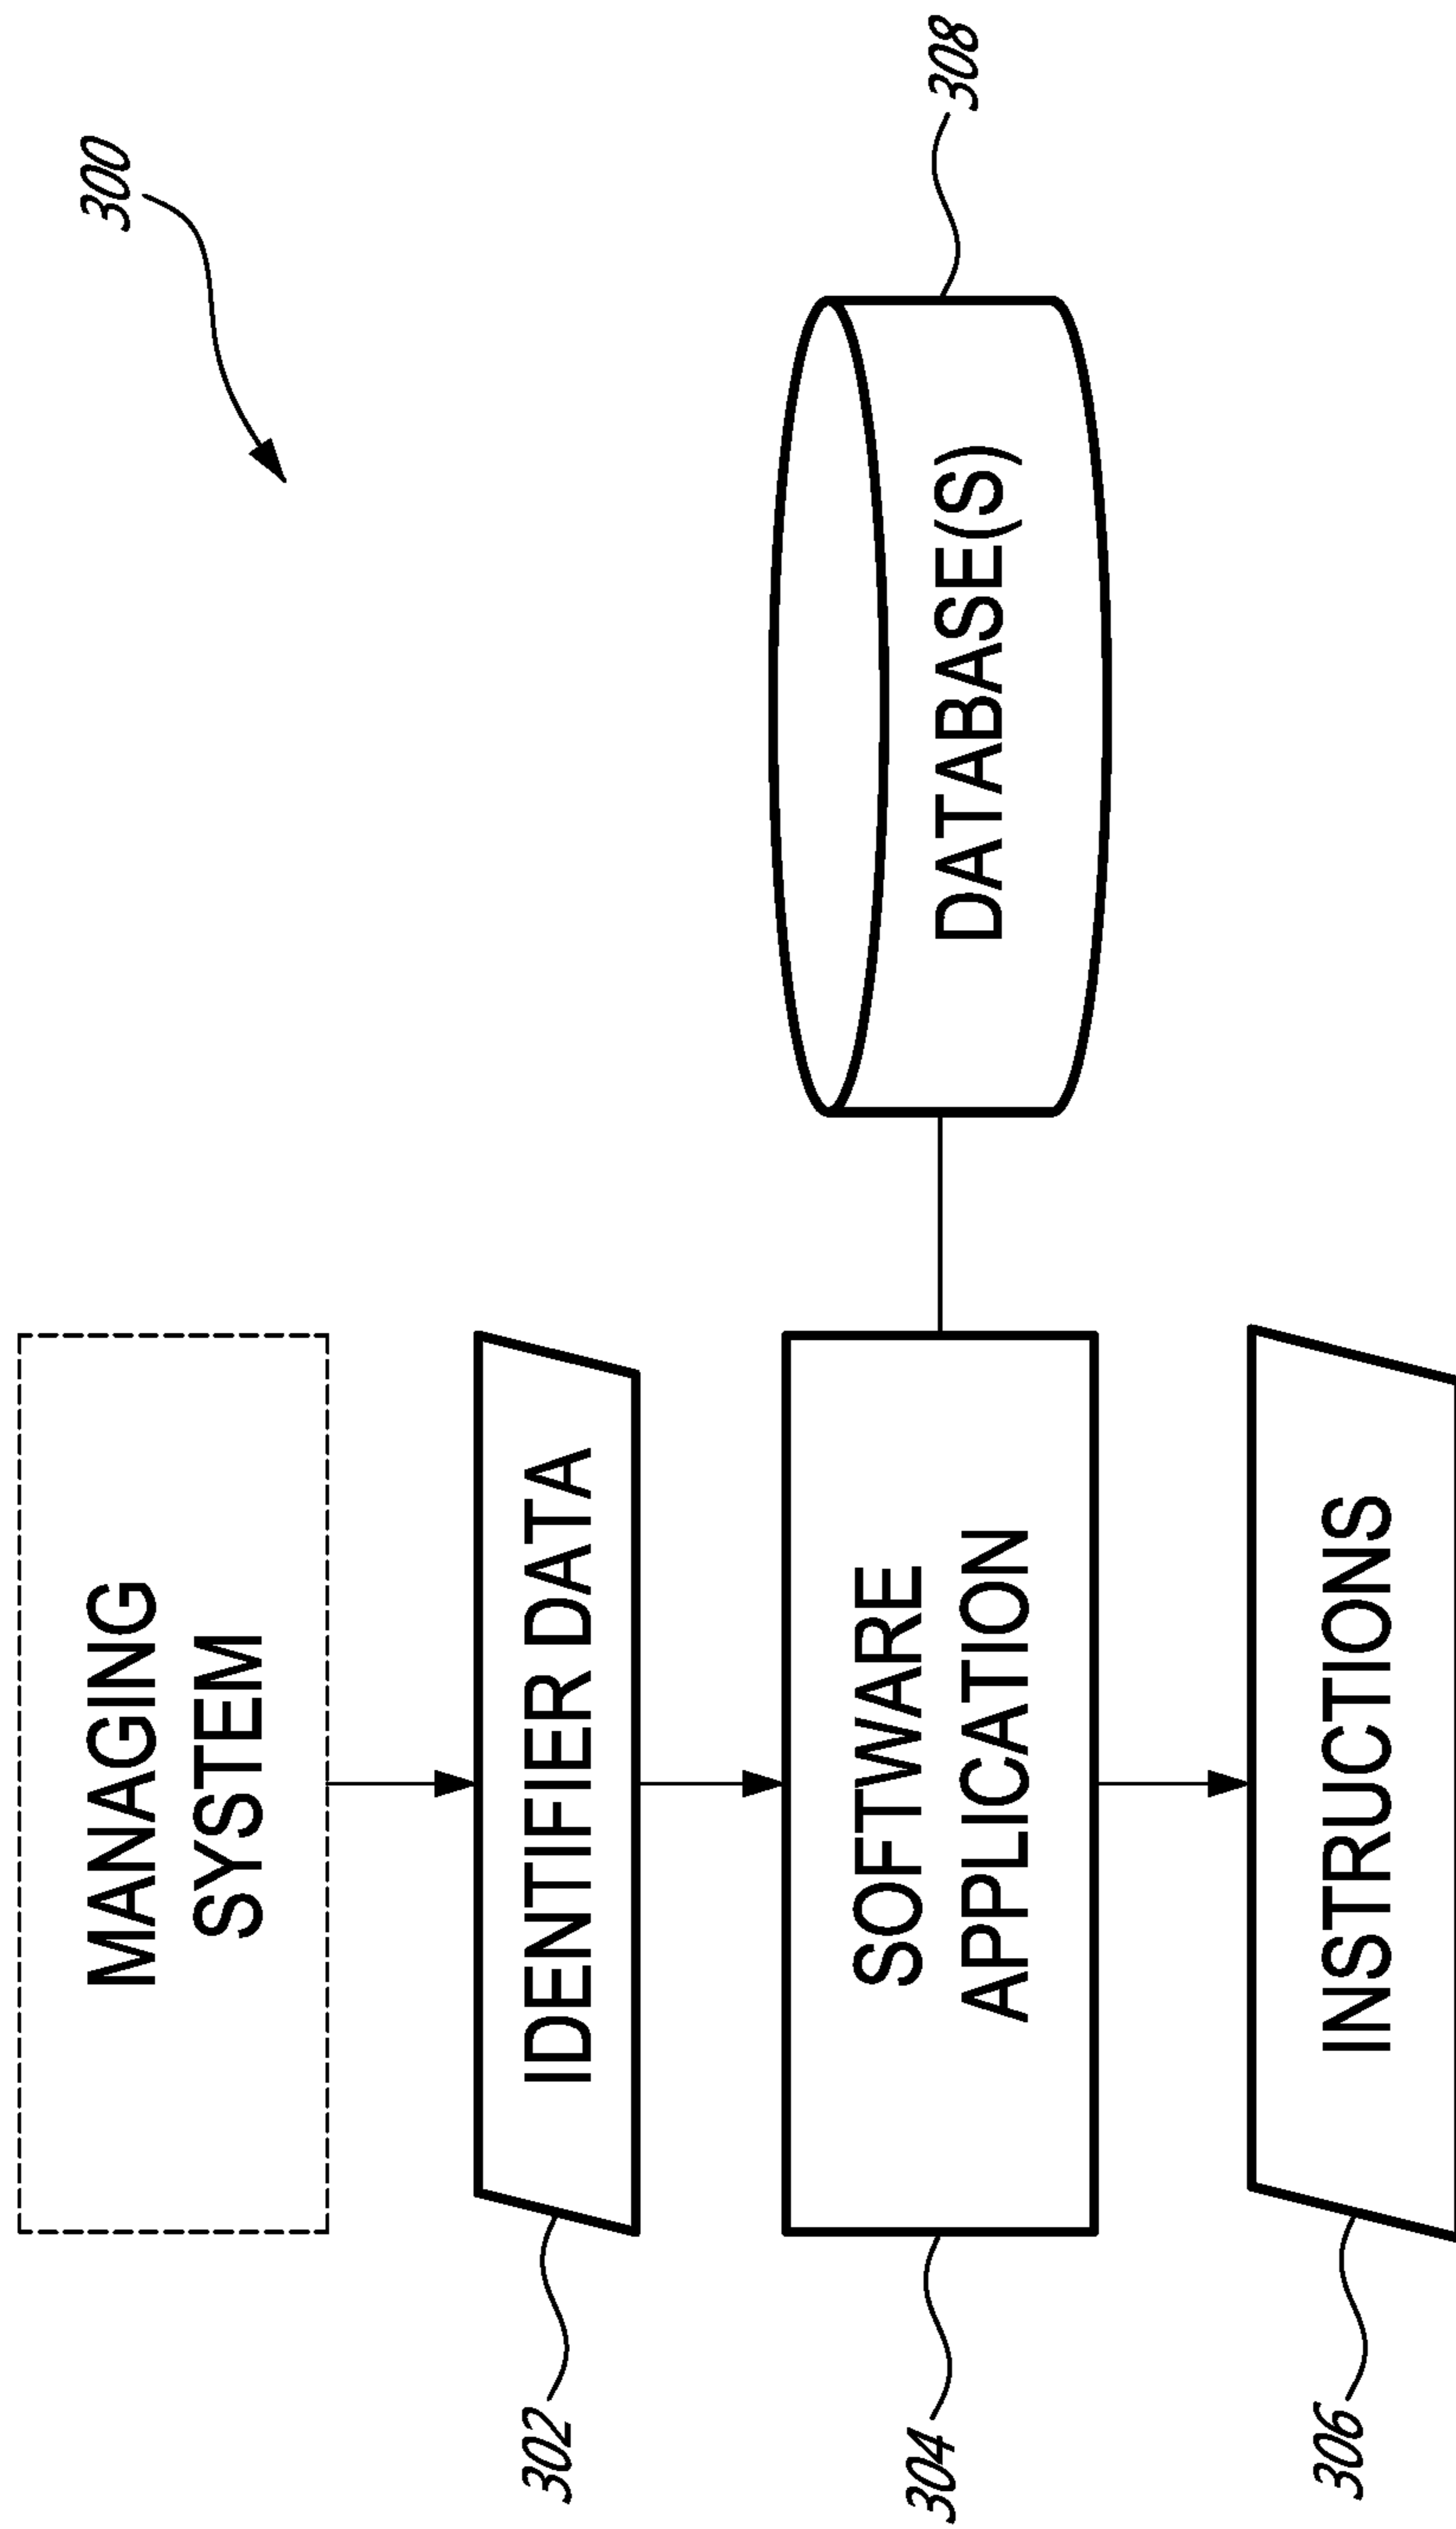 300
MANAGING
SYSTEM
302
IDENTIFIER DATA
304
SOFTWARE
APPLICATION
DATABASE(S)
308
306
INSTRUCTIONS